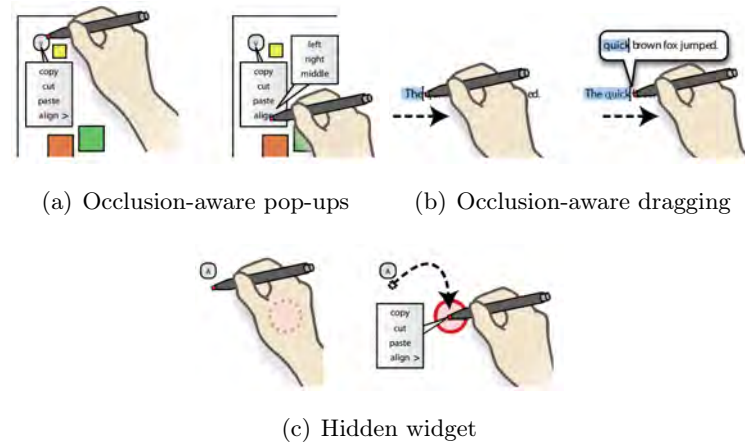 copy
cut
paste
align >
left
right
middle
copy
cut
paste
align
The
ed.
quick brown fox jumped.
The quick
(a) Occlusion-aware pop-ups
(b) Occlusion-aware dragging
A
A
copy
cut
paste
align >
(c) Hidden widget